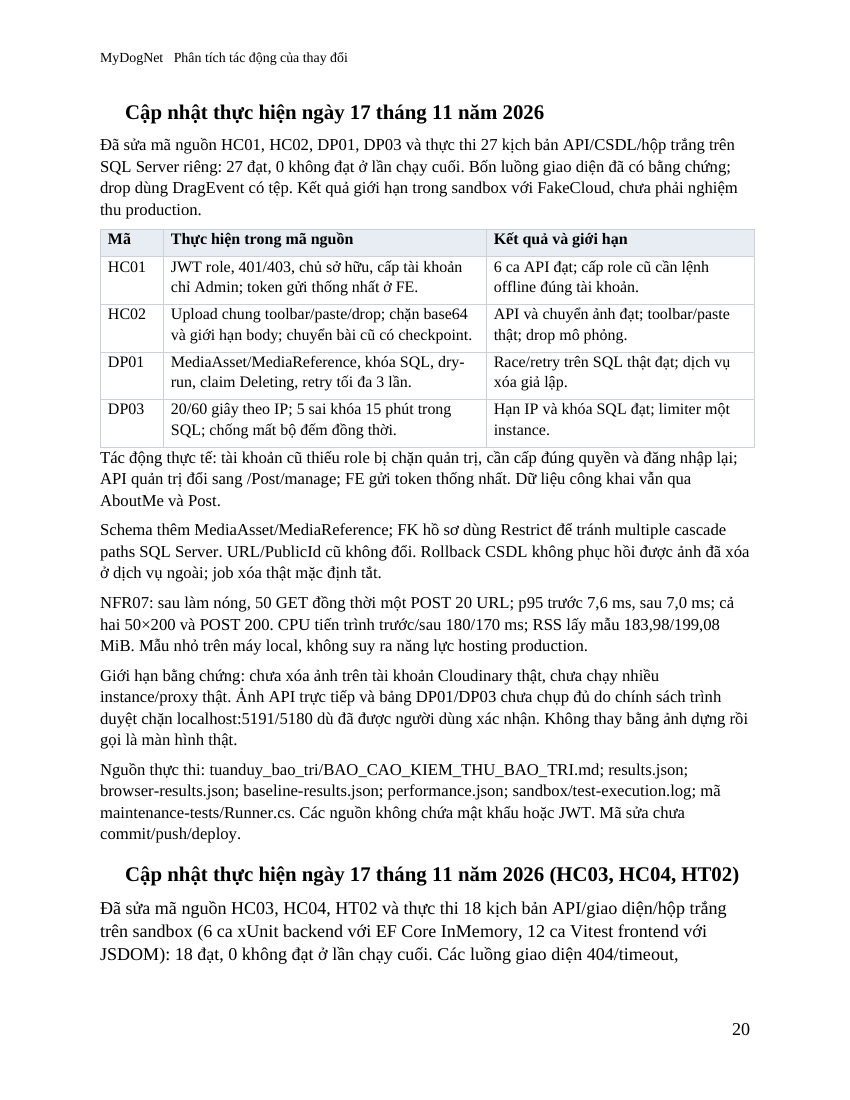 MyDogNet Phân tích tác động của thay đổi
Cập nhật thực hiện ngày 17 tháng 11 năm 2026
Đã sửa mã nguồn HC01, HC02, DP01, DP03 và thực thi 27 kịch bản API/CSDL/hộp trắng trên
SQL Server riêng: 27 đạt, 0 không đạt ở lần chạy cuối. Bốn luồng giao diện đã có bằng chứng;
drop dùng DragEvent có tệp. Kết quả giới hạn trong sandbox với FakeCloud, chưa phải nghiệm
thu production.
Mã Thực hiện trong mã nguồn Kết quả và giới hạn
HC01 JWT role, 401/403, chủ sở hữu, cấp tài khoản 6 ca API đạt; cấp role cũ cần lệnh
chỉ Admin; token gửi thống nhất ở FE. offline đúng tài khoản.
HC02 Upload chung toolbar/paste/drop; chặn base64 API và chuyển ảnh đạt; toolbar/paste
và giới hạn body; chuyển bài cũ có checkpoint. thật; drop mô phỏng.
DP01 MediaAsset/MediaReference, khóa SQL, dry- Race/retry trên SQL thật đạt; dịch vụ
run, claim Deleting, retry tối đa 3 lần. xóa giả lập.
DP03 20/60 giây theo IP; 5 sai khóa 15 phút trong Hạn IP và khóa SQL đạt; limiter một
SQL; chống mất bộ đếm đồng thời. instance.
Tác động thực tế: tài khoản cũ thiếu role bị chặn quản trị, cần cấp đúng quyền và đăng nhập lại;
API quản trị đổi sang /Post/manage; FE gửi token thống nhất. Dữ liệu công khai vẫn qua
AboutMe và Post.
Schema thêm MediaAsset/MediaReference; FK hồ sơ dùng Restrict để tránh multiple cascade
paths SQL Server. URL/PublicId cũ không đổi. Rollback CSDL không phục hồi được ảnh đã xóa
ở dịch vụ ngoài; job xóa thật mặc định tắt.
NFR07: sau làm nóng, 50 GET đồng thời một POST 20 URL; p95 trước 7,6 ms, sau 7,0 ms; cả
hai 50×200 và POST 200. CPU tiến trình trước/sau 180/170 ms; RSS lấy mẫu 183,98/199,08
MiB. Mẫu nhỏ trên máy local, không suy ra năng lực hosting production.
Giới hạn bằng chứng: chưa xóa ảnh trên tài khoản Cloudinary thật, chưa chạy nhiều
instance/proxy thật. Ảnh API trực tiếp và bảng DP01/DP03 chưa chụp đủ do chính sách trình
duyệt chặn localhost:5191/5180 dù đã được người dùng xác nhận. Không thay bằng ảnh dựng rồi
gọi là màn hình thật.
Nguồn thực thi: tuanduy_bao_tri/BAO_CAO_KIEM_THU_BAO_TRI.md; results.json;
browser-results.json; baseline-results.json; performance.json; sandbox/test-execution.log; mã
maintenance-tests/Runner.cs. Các nguồn không chứa mật khẩu hoặc JWT. Mã sửa chưa
commit/push/deploy.
Cập nhật thực hiện ngày 17 tháng 11 năm 2026 (HC03, HC04, HT02)
Đã sửa mã nguồn HC03, HC04, HT02 và thực thi 18 kịch bản API/giao diện/hộp trắng
trên sandbox (6 ca xUnit backend với EF Core InMemory, 12 ca Vitest frontend với
JSDOM): 18 đạt, 0 không đạt ở lần chạy cuối. Các luồng giao diện 404/timeout,
20